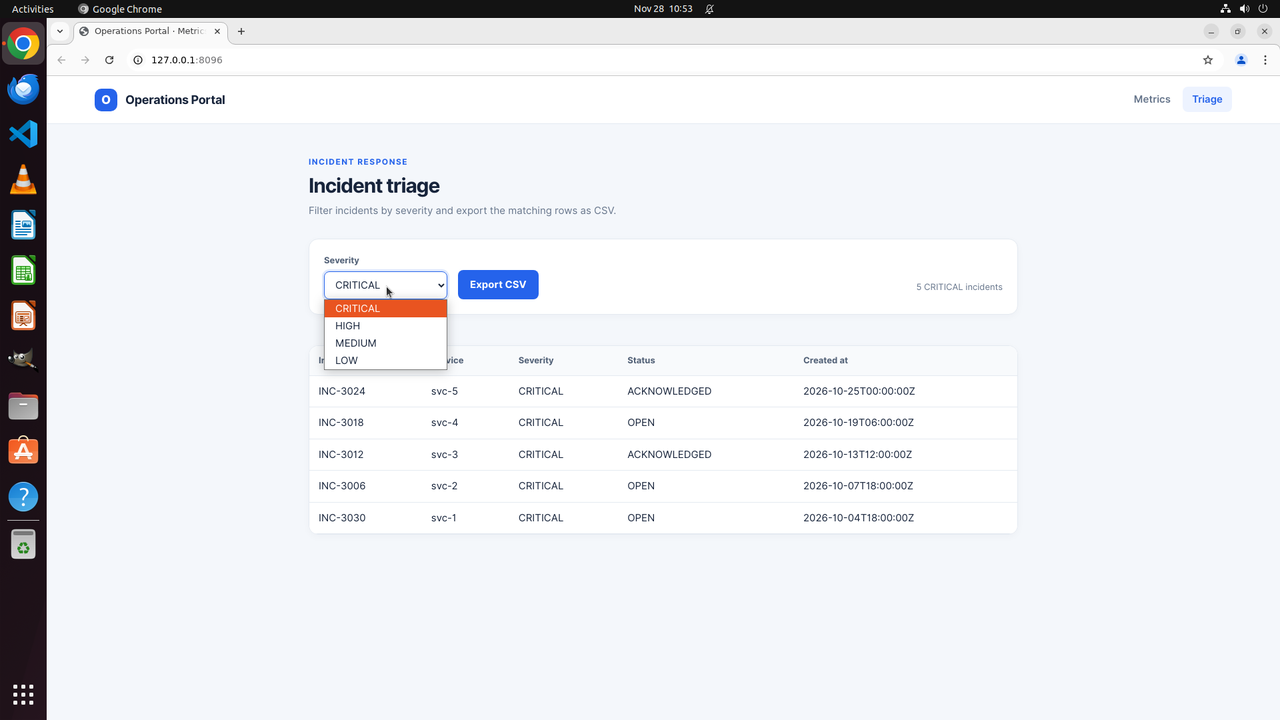 Activities
Google Chrome
Nov 28 10:53
Operations Portal · Metric
127.0.0.1:8096
O
Operations Portal
Metrics
Triage
INCIDENT RESPONSE
Incident triage
Filter incidents by severity and export the matching rows as CSV.
Severity
CRITICAL
Export CSV
5 CRITICAL incidents
CRITICAL
HIGH
MEDIUM
LOW
Severity Status Created at
INC-3024 svc-5 CRITICAL ACKNOWLEDGED 2026-10-25T00:00:00Z
INC-3018 svc-4 CRITICAL OPEN 2026-10-19T06:00:00Z
INC-3012 svc-3 CRITICAL ACKNOWLEDGED 2026-10-13T12:00:00Z
INC-3006 svc-2 CRITICAL OPEN 2026-10-07T18:00:00Z
INC-3030 svc-1 CRITICAL OPEN 2026-10-04T18:00:00Z